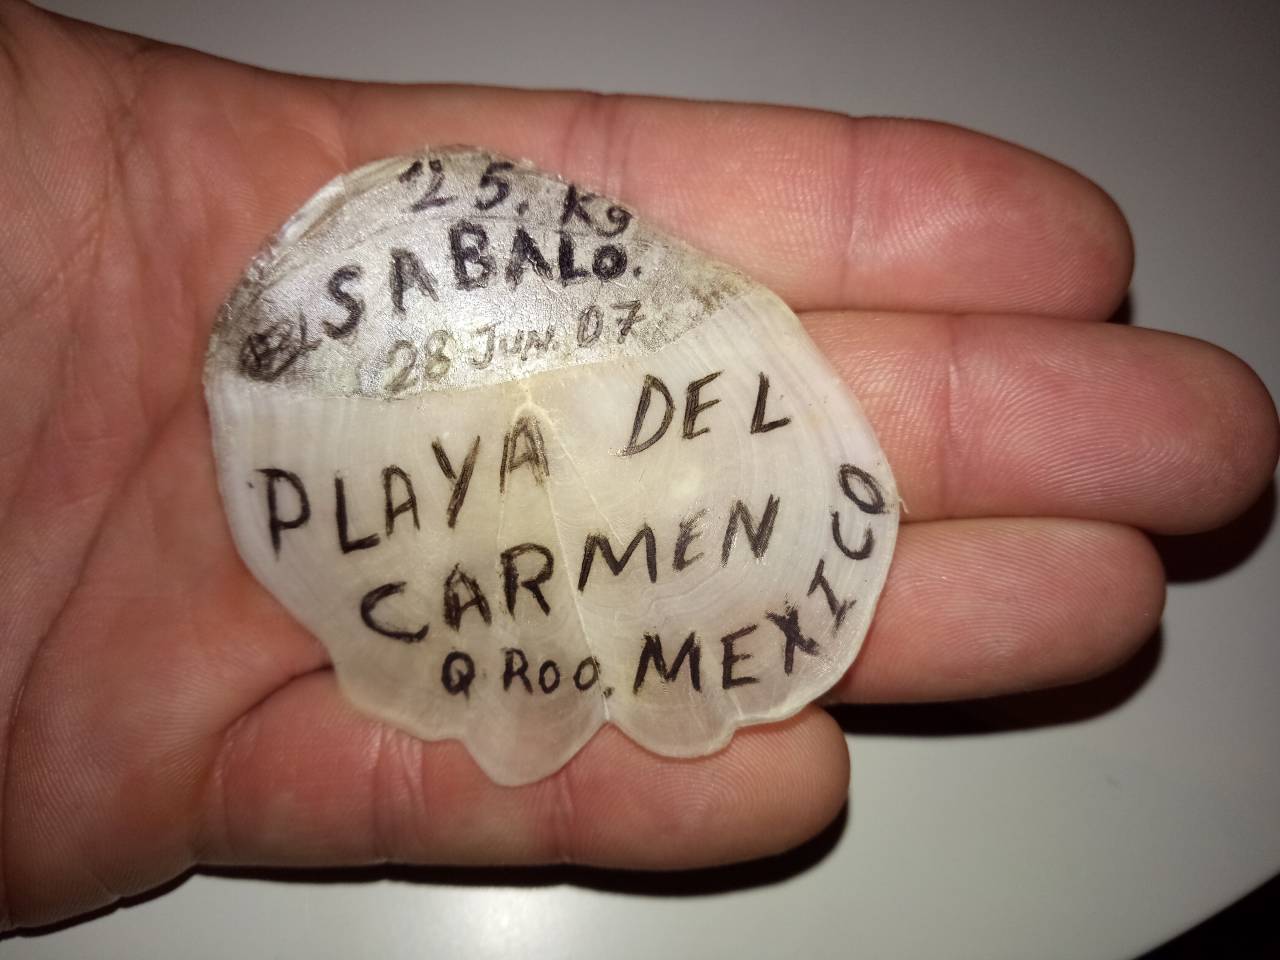 25. Kg
SABALO.
28 JUN. 07
PLAYA DEL
CARMEN
Q ROO. MEXICO